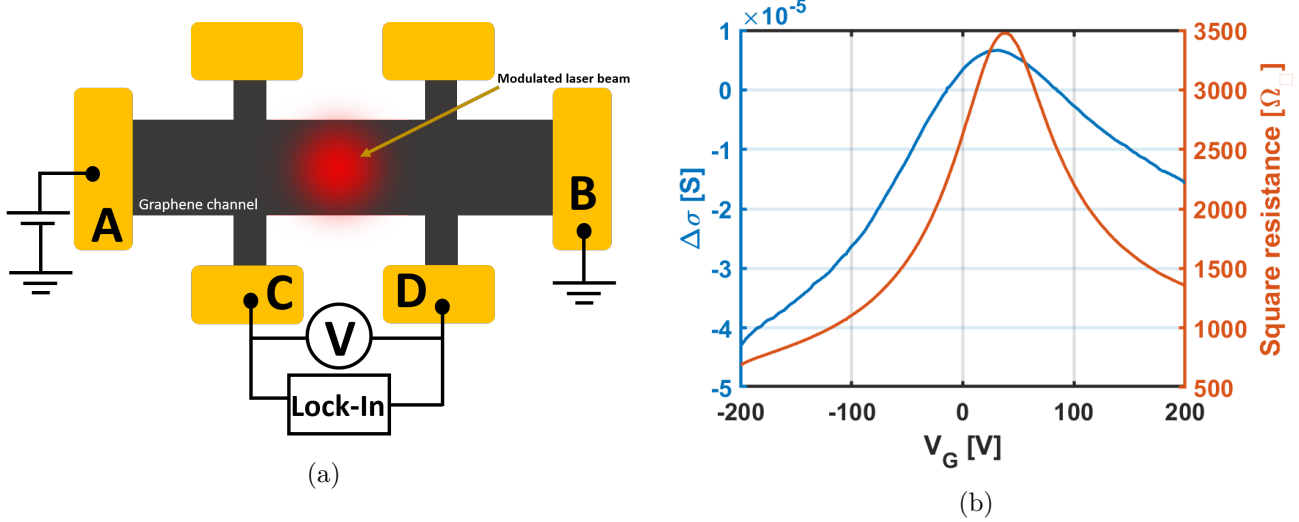 Modulated laser beam
Graphene channel
A
B
C
D
V
Lock-In
(a)
×10⁻⁵
1
0
-1
-2
-3
-4
-5
Δσ [S]
3500
3000
2500
2000
1500
1000
500
Square resistance [Ω□]
-200
-100
0
100
200
V_G [V]
(b)